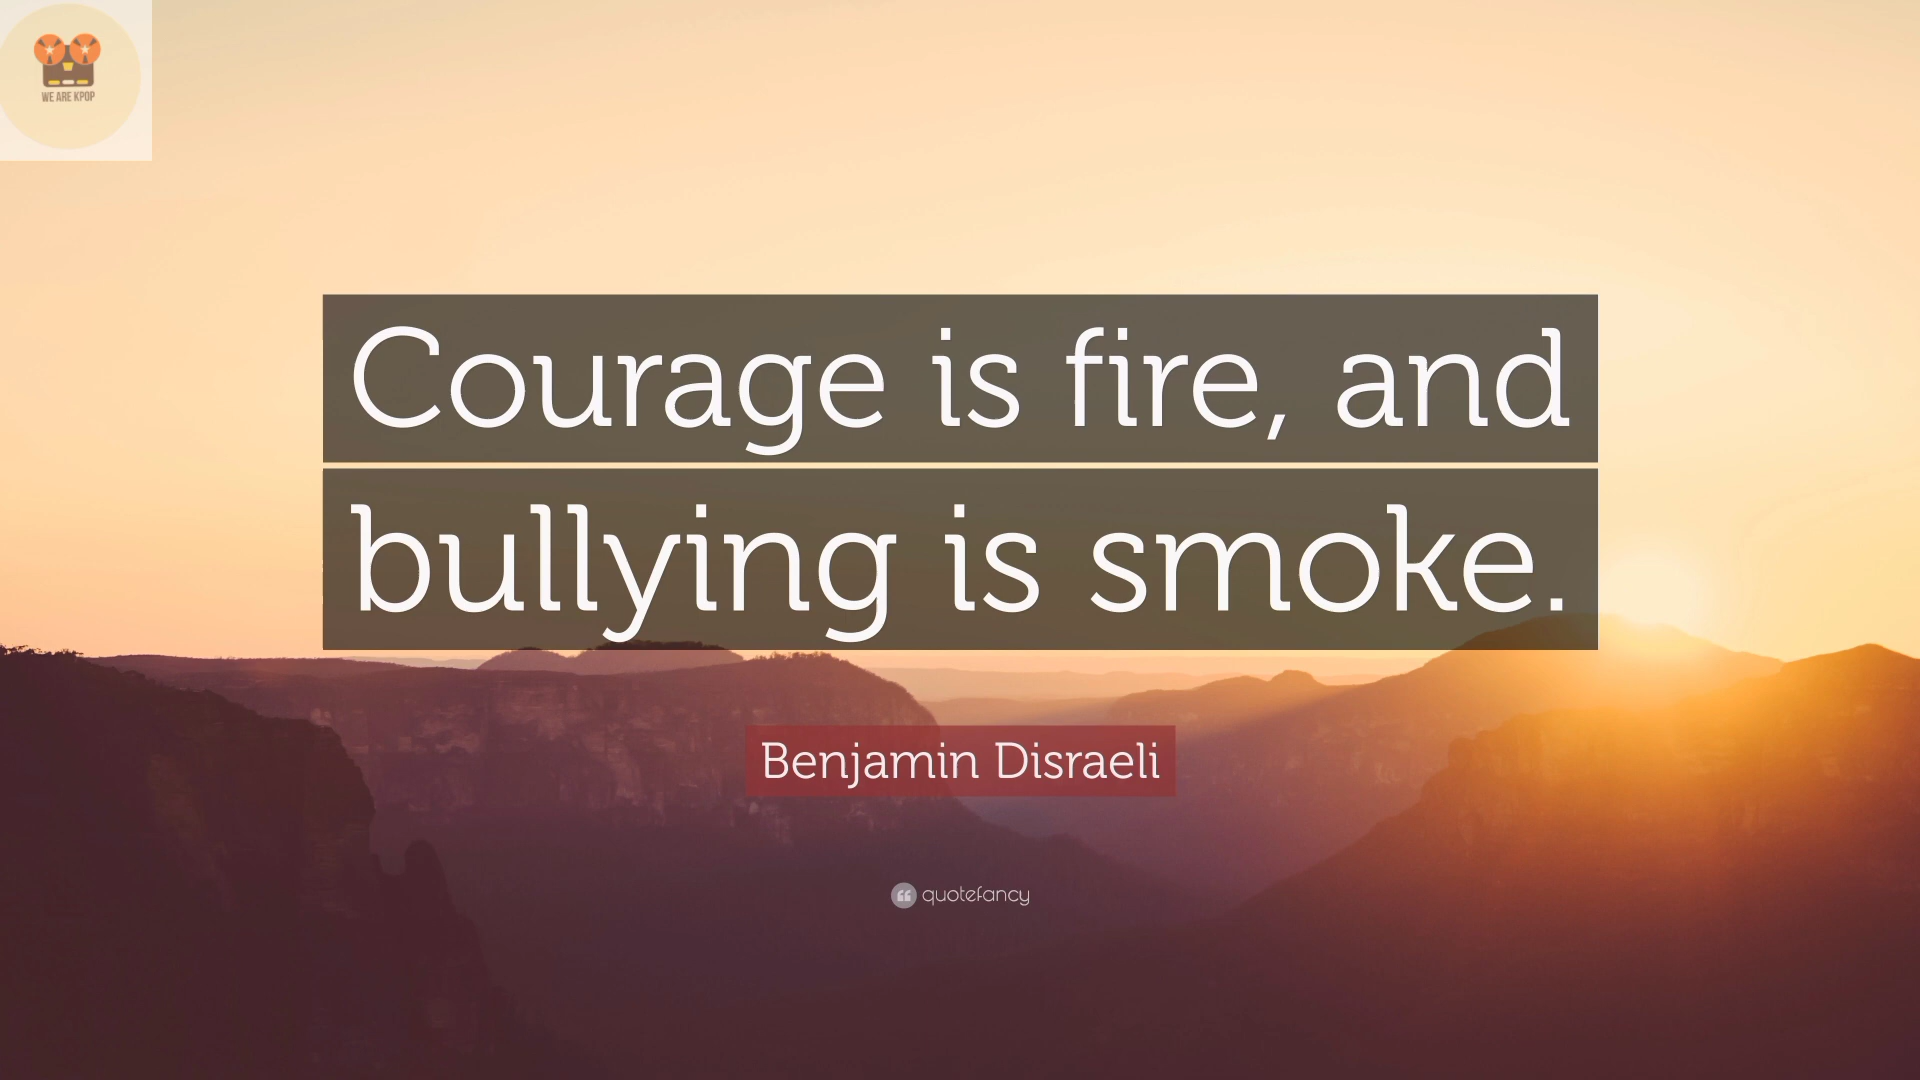 WE ARE KPOP
Courage is fire, and
bullying is smoke.
Benjamin Disraeli
quotefancy